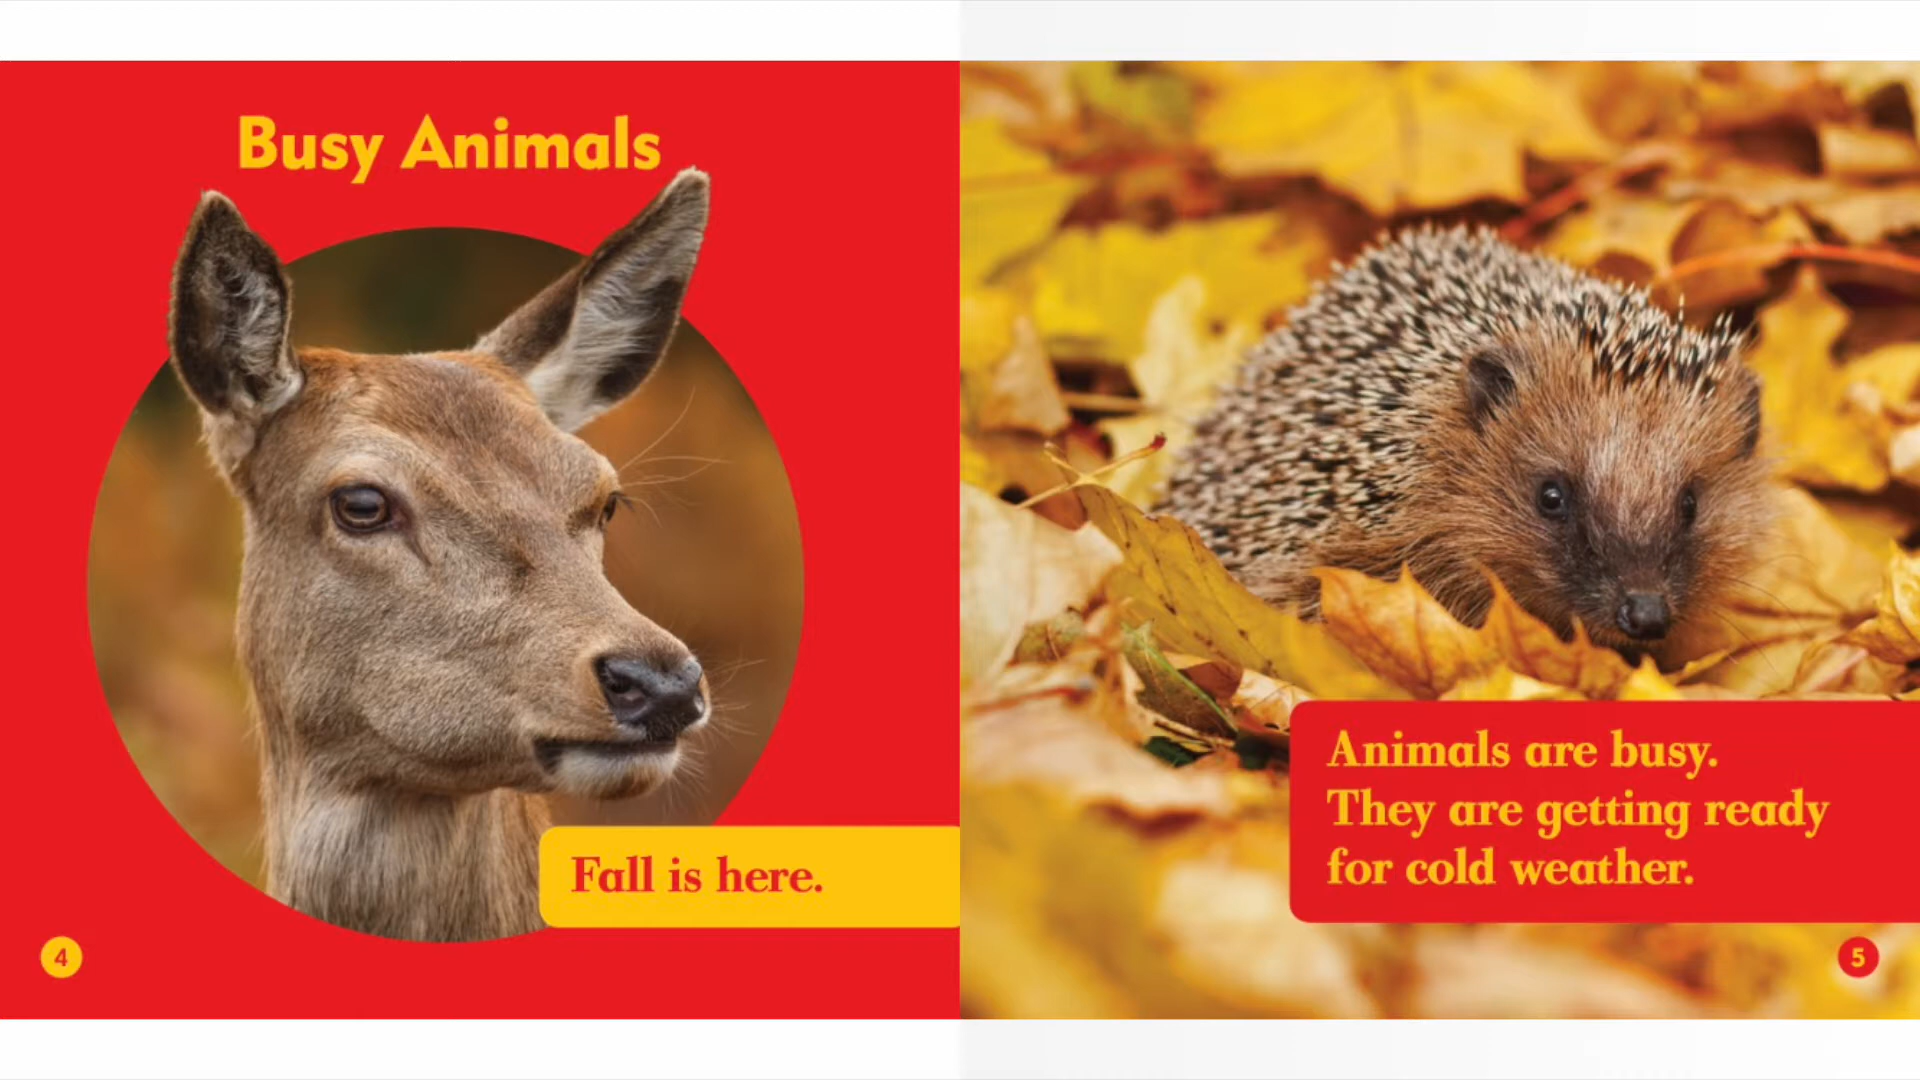 Busy Animals
Fall is here.
4
Animals are busy.
They are getting ready
for cold weather.
5